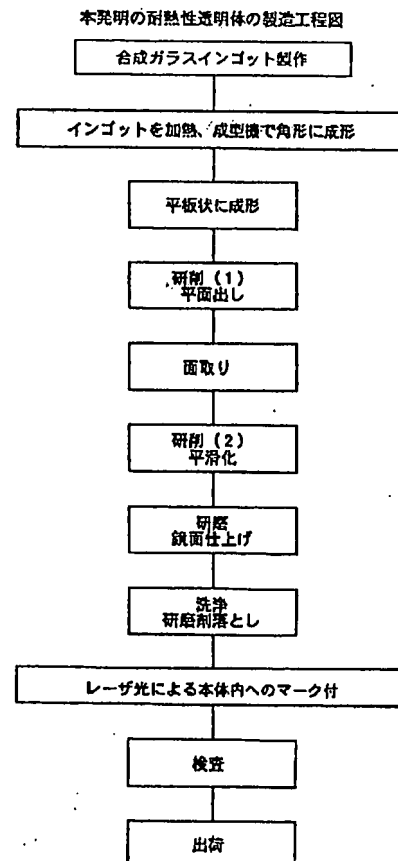 本発明の耐熱性透明体の製造工程図
合成ガラスインゴット製作
インゴットを加熱、成型機で角形に成形
平板状に成形
研削(1)
平面出し
面取り
研削(2)
平滑化
研磨
鏡面仕上げ
洗浄
研磨剤落とし
レーザ光による本体内へのマーク付
検査
出荷